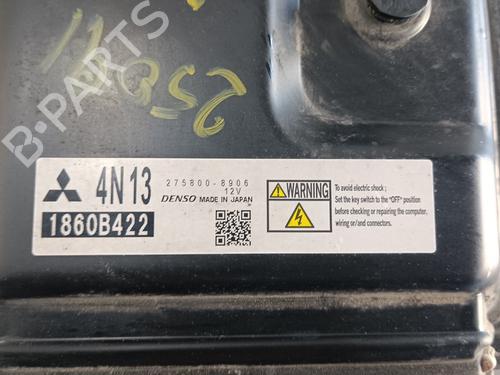 4N13
275800-8906
12V
DENSO MADE IN JAPAN
1860B422
WARNING
To avoid electric shock ;
Set the key switch to the "OFF" position
before checking or repairing the computer,
wiring or/and connectors.
B-PARTS